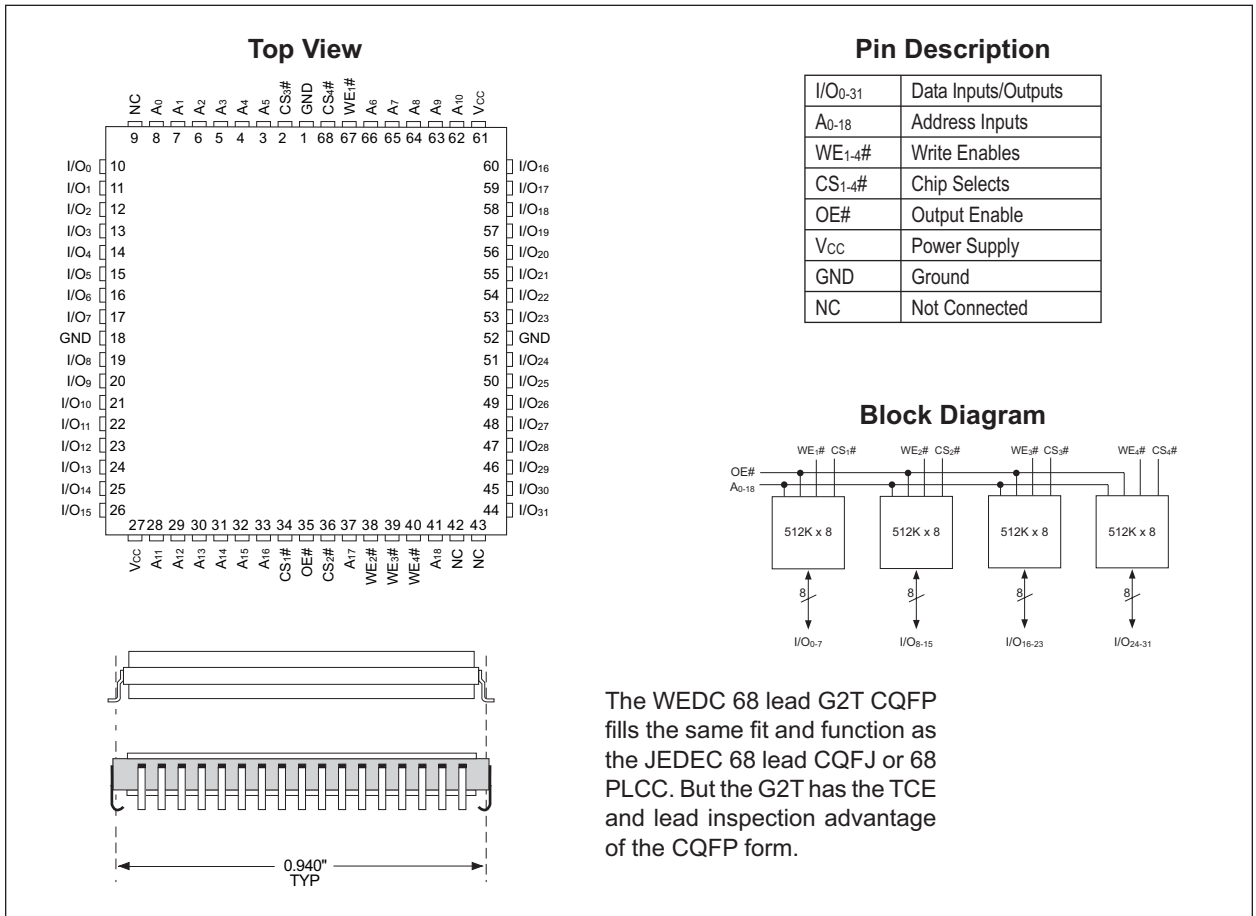 Top View
NC A0 A1 A2 A3 A4 A5 CS3# GND CS4# WE1# A6 A7 A8 A9 A10 VCC
9 8 7 6 5 4 3 2 1 68 67 66 65 64 63 62 61
I/O0 10 60 I/O16
I/O1 11 59 I/O17
I/O2 12 58 I/O18
I/O3 13 57 I/O19
I/O4 14 56 I/O20
I/O5 15 55 I/O21
I/O6 16 54 I/O22
I/O7 17 53 I/O23
GND 18 52 GND
I/O8 19 51 I/O24
I/O9 20 50 I/O25
I/O10 21 49 I/O26
I/O11 22 48 I/O27
I/O12 23 47 I/O28
I/O13 24 46 I/O29
I/O14 25 45 I/O30
I/O15 26 44 I/O31
27 28 29 30 31 32 33 34 35 36 37 38 39 40 41 42 43
VCC A11 A12 A13 A14 A15 A16 CS1# OE# CS2# A17 WE2# WE3# WE4# A18 NC NC
Pin Description
I/O0-31 Data Inputs/Outputs
A0-18 Address Inputs
WE1-4# Write Enables
CS1-4# Chip Selects
OE# Output Enable
VCC Power Supply
GND Ground
NC Not Connected
Block Diagram
WE1# CS1# WE2# CS2# WE3# CS3# WE4# CS4#
OE#
A0-18
512K x 8 512K x 8 512K x 8 512K x 8
8 8 8 8
I/O0-7 I/O8-15 I/O16-23 I/O24-31
0.940"
TYP
The WEDC 68 lead G2T CQFP
fills the same fit and function as
the JEDEC 68 lead CQFJ or 68
PLCC. But the G2T has the TCE
and lead inspection advantage
of the CQFP form.